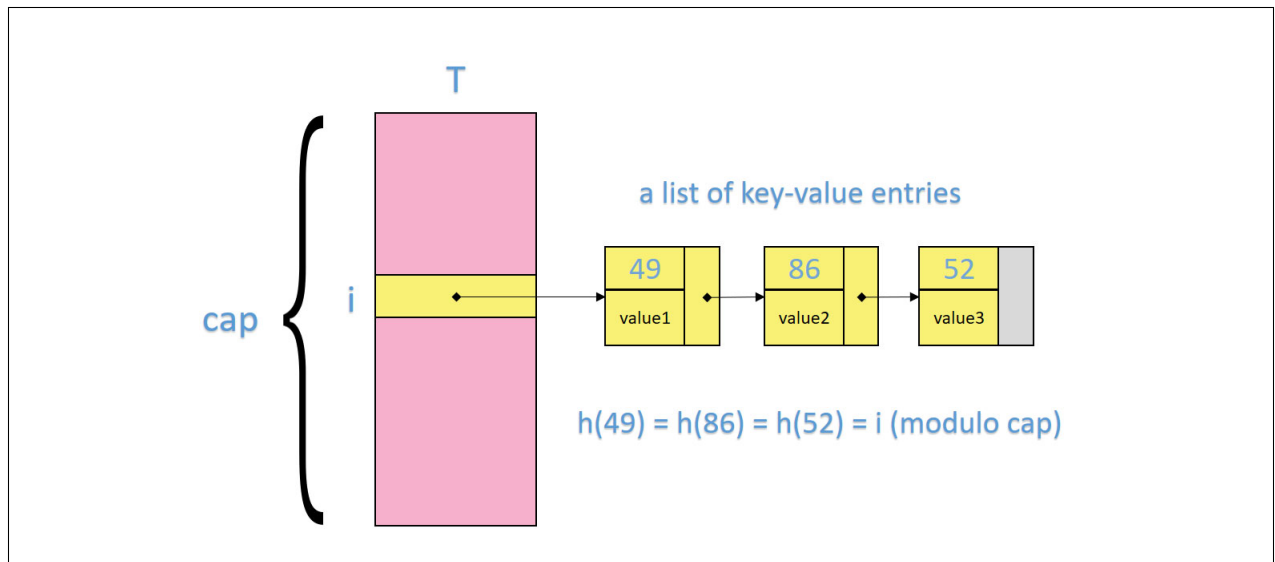 T
a list of key-value entries
49
86
52
i
cap
value1
value2
value3
h(49) = h(86) = h(52) = i (modulo cap)